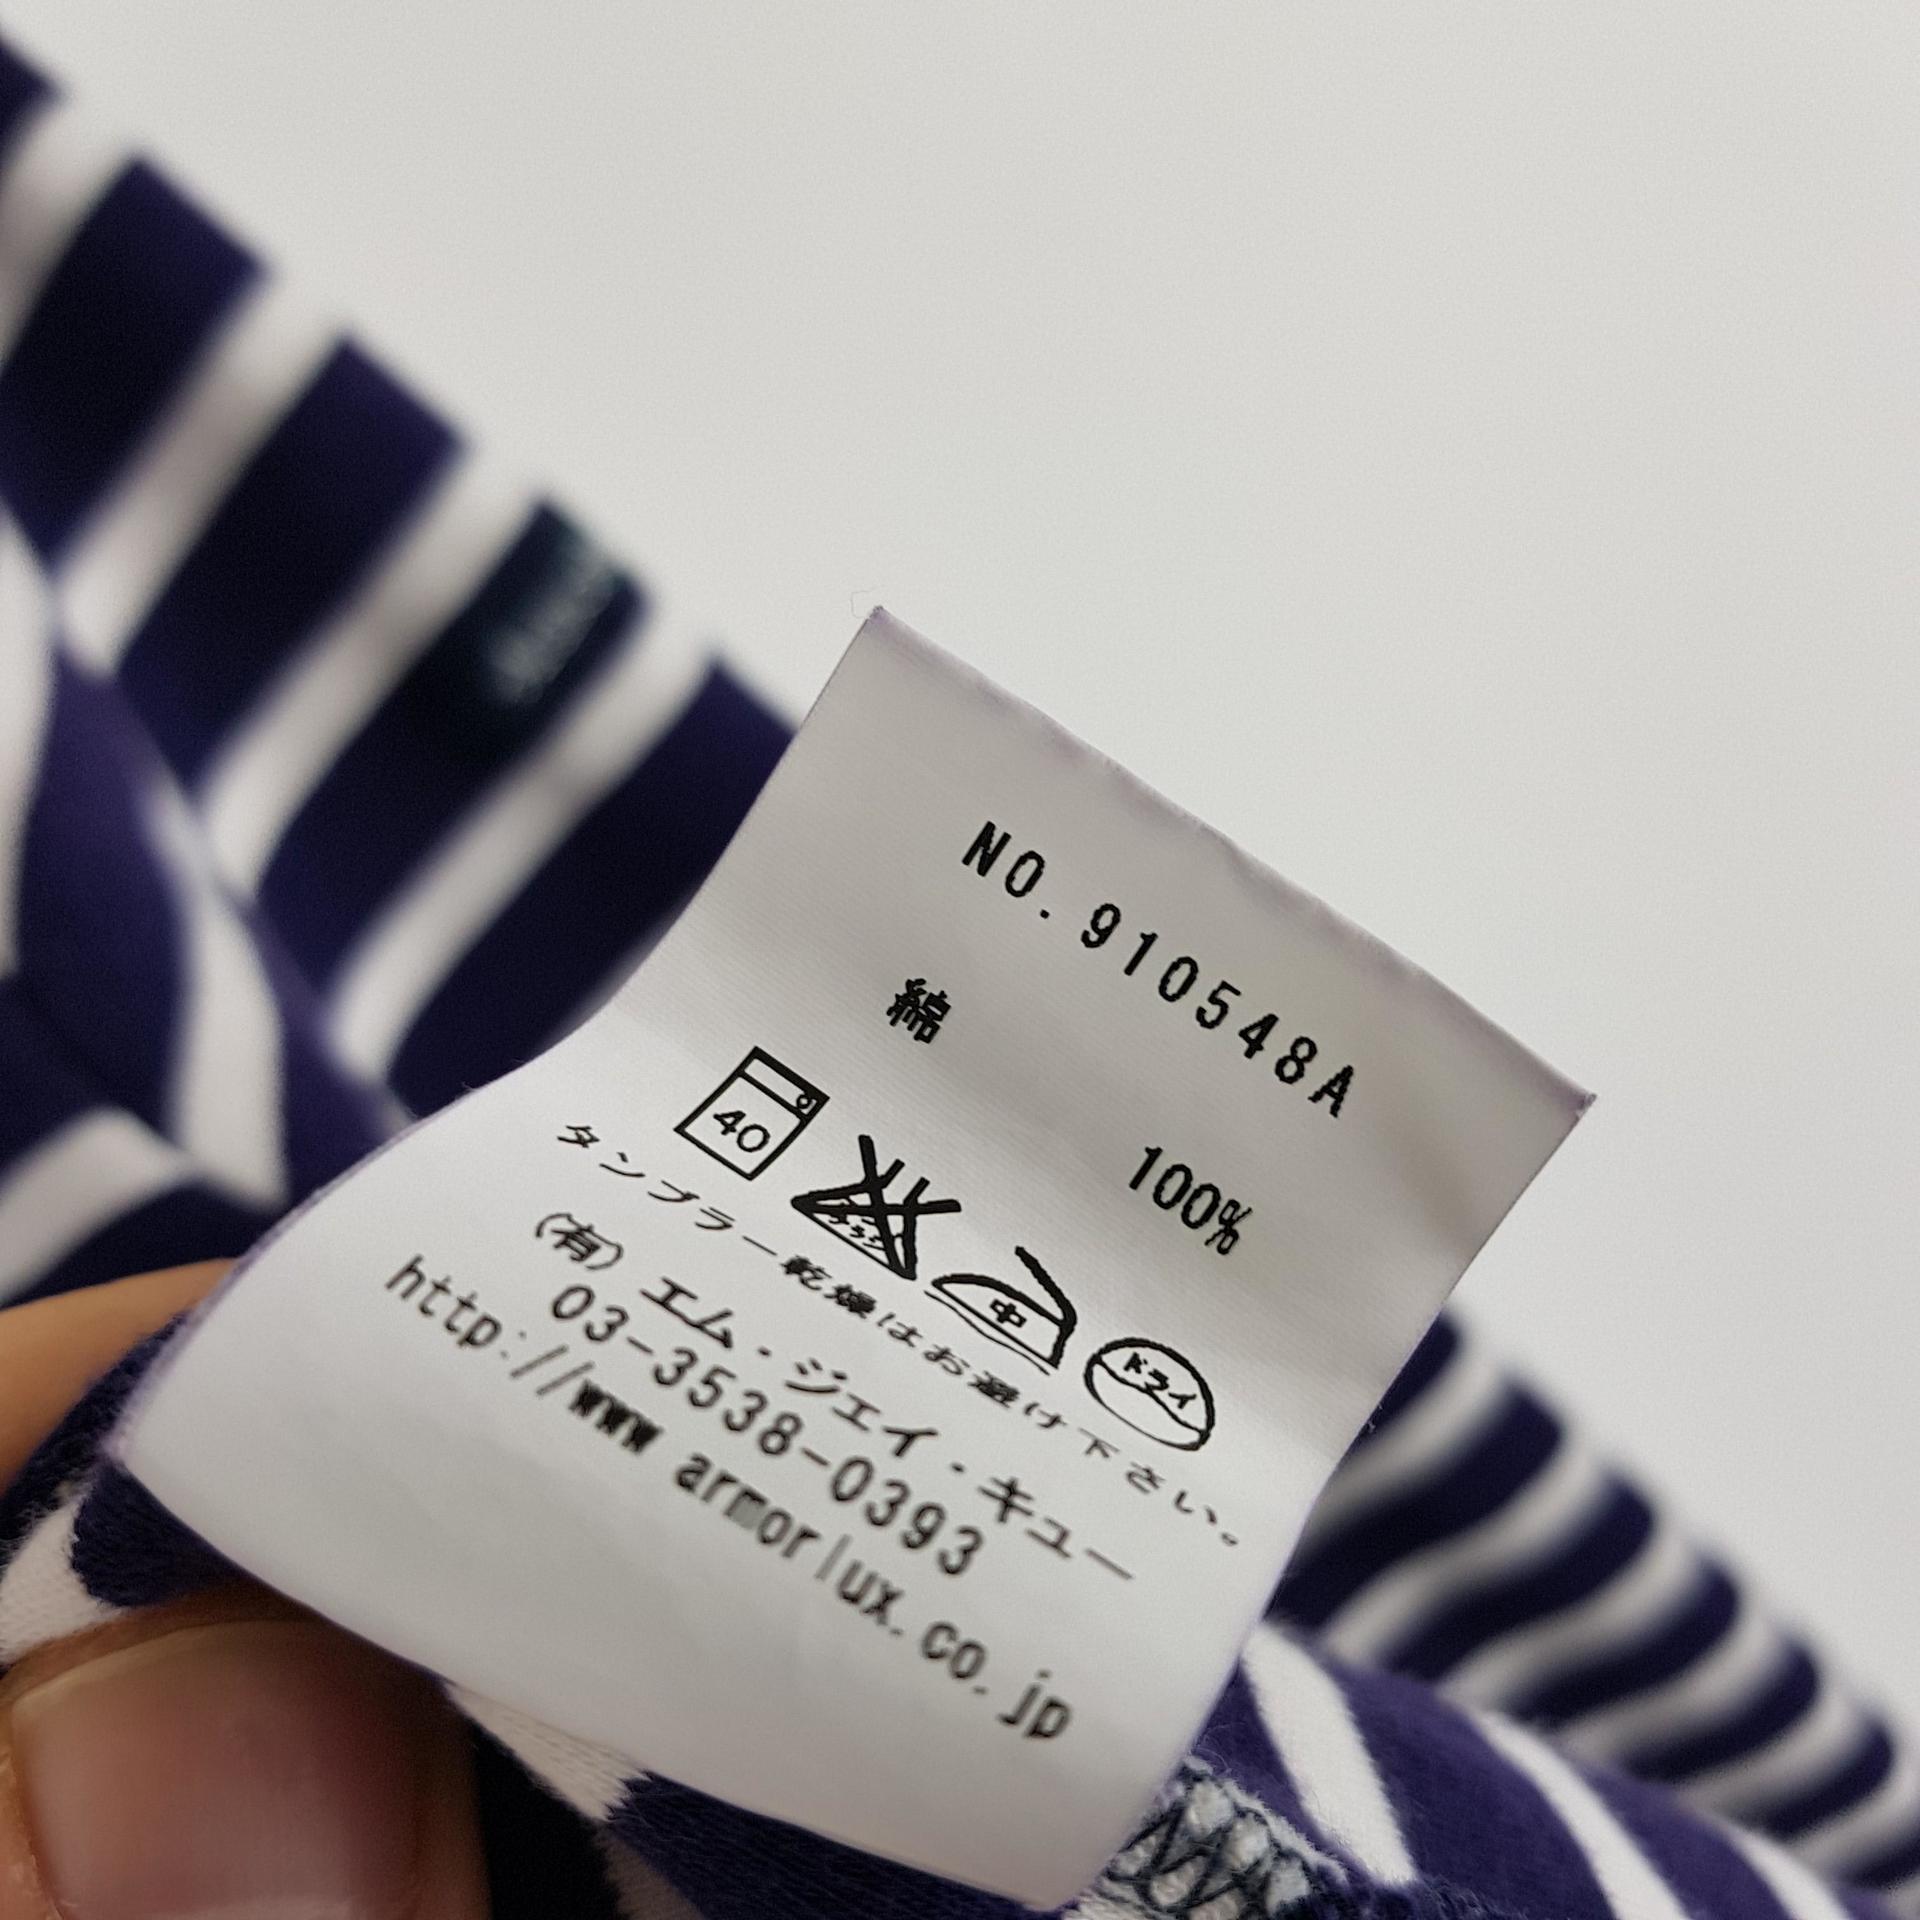 NO. 910548A
綿 100%
40 中 ドライ
タンブラー乾燥はお避け下さい。
(有) エム・ジェイ・キュー
03-3538-0393
http://www armorlux.co.jp